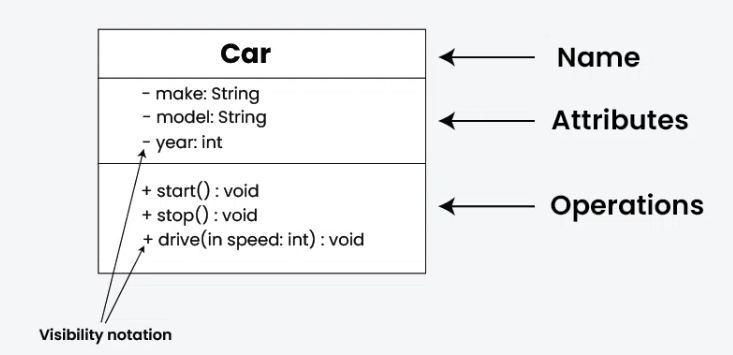 Car
Name
- make: String
- model: String
- year: int
Attributes
+ start() : void
+ stop() : void
+ drive(in speed: int) : void
Operations
Visibility notation